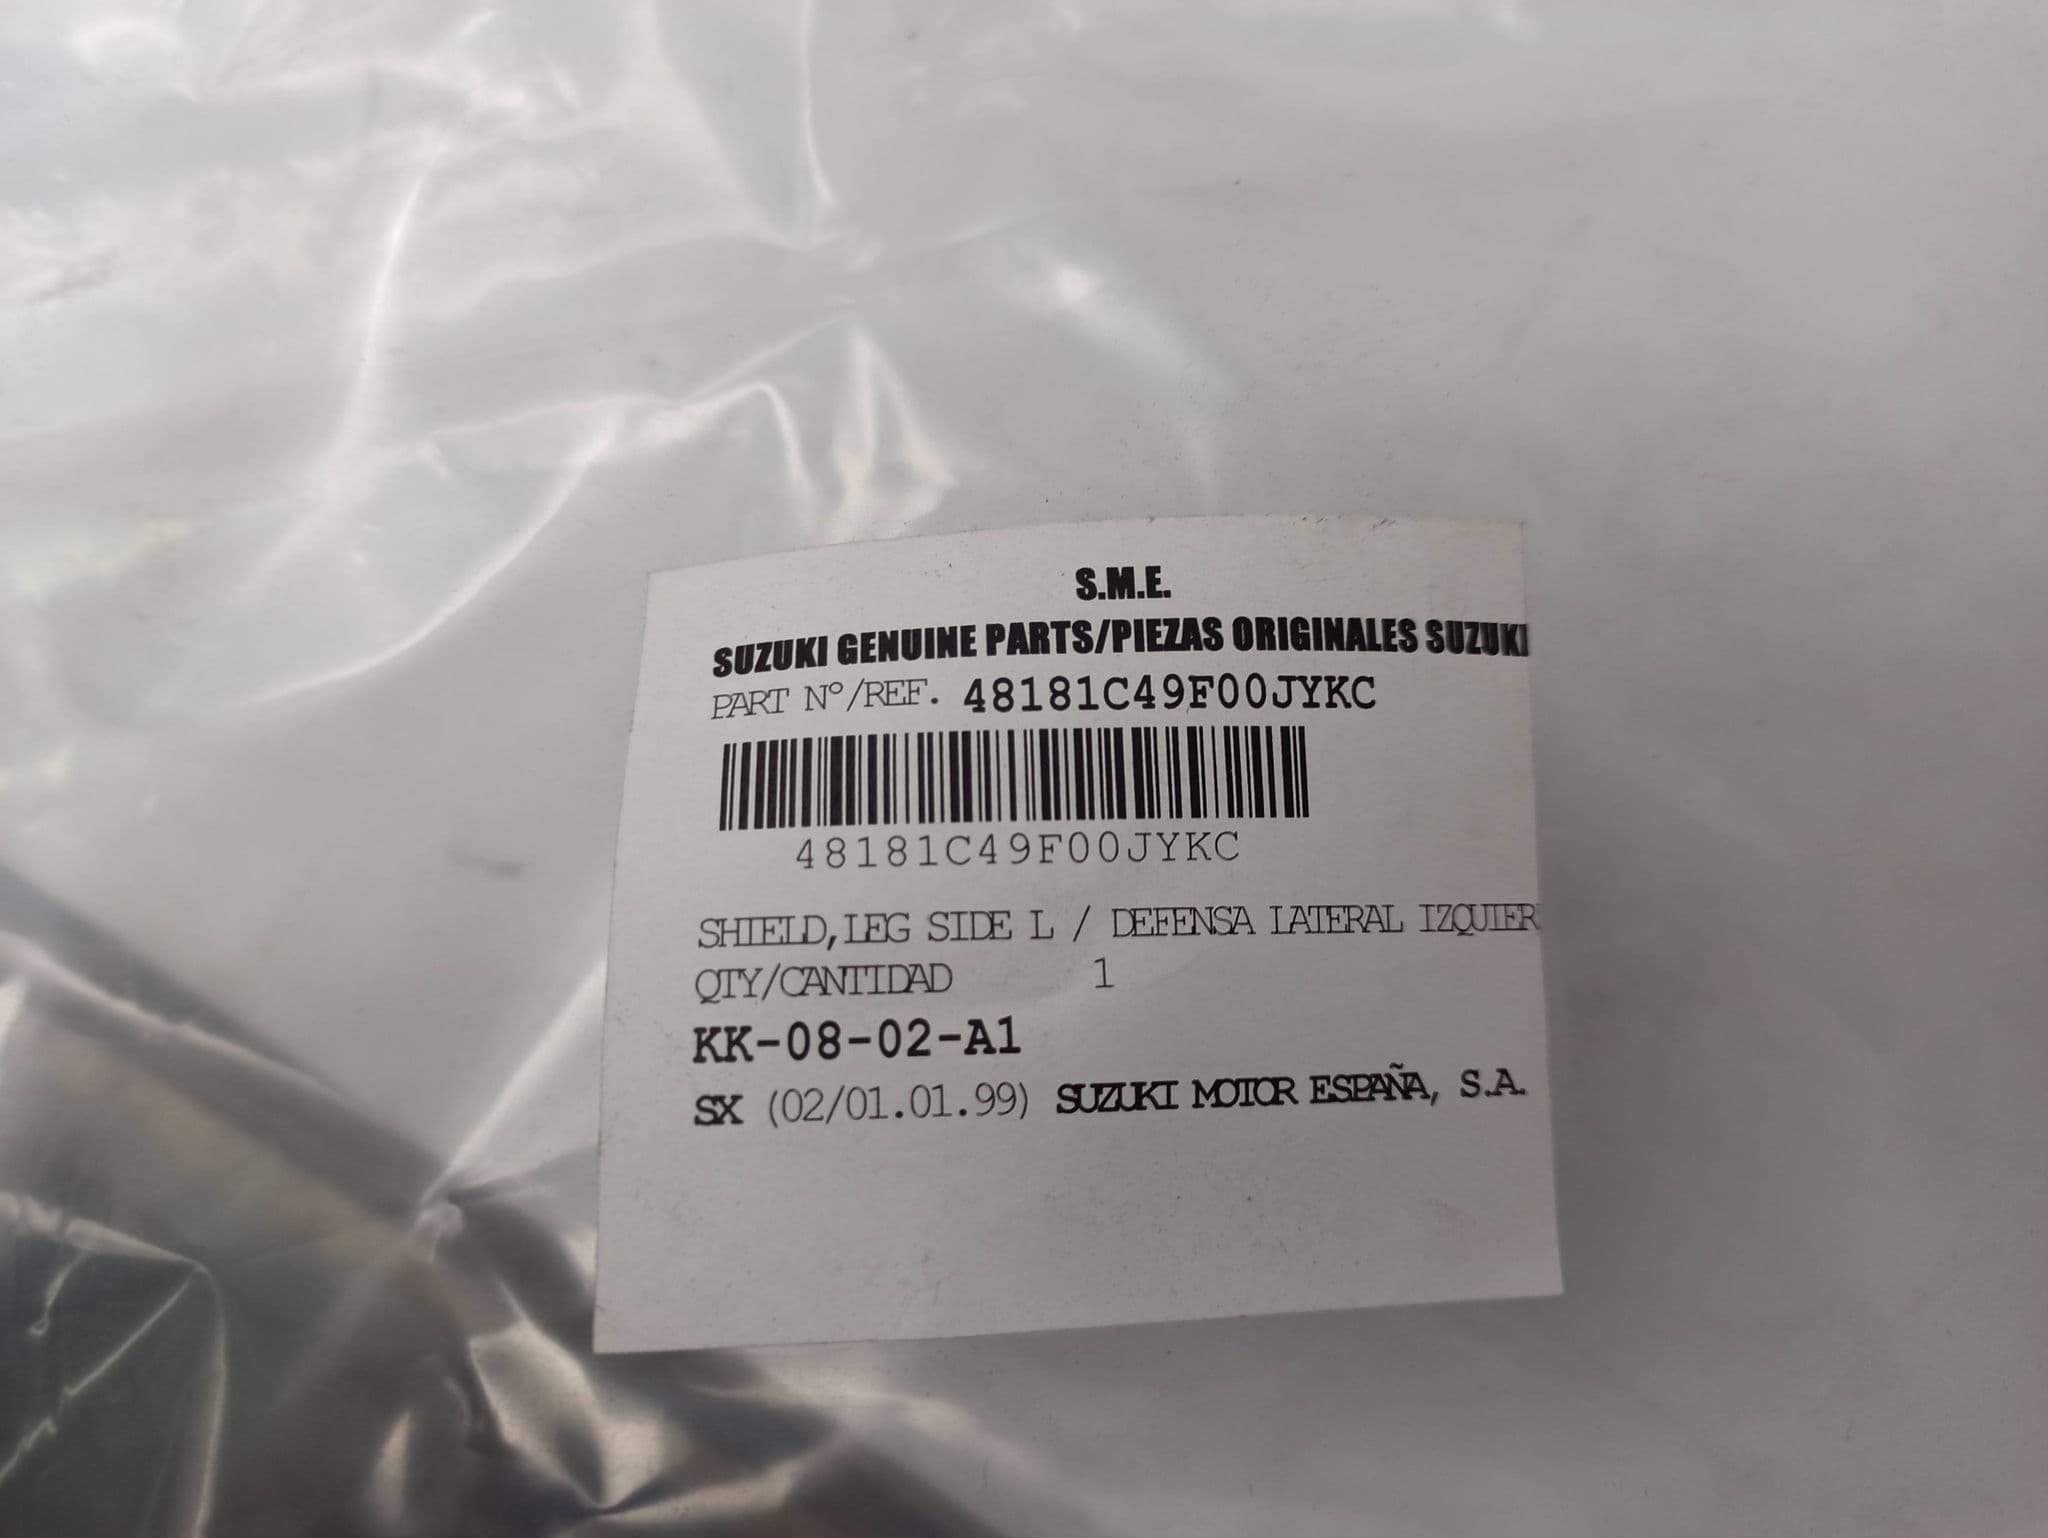 S.M.E.
SUZUKI GENUINE PARTS/PIEZAS ORIGINALES SUZUKI
PART Nº/REF. 48181C49F00JYKC
48181C49F00JYKC
SHIELD,LEG SIDE L / DEFENSA LATERAL IZQUIER
QTY/CANTIDAD 1
KK-08-02-A1
SX (02/01.01.99) SUZUKI MOTOR ESPAÑA, S.A.